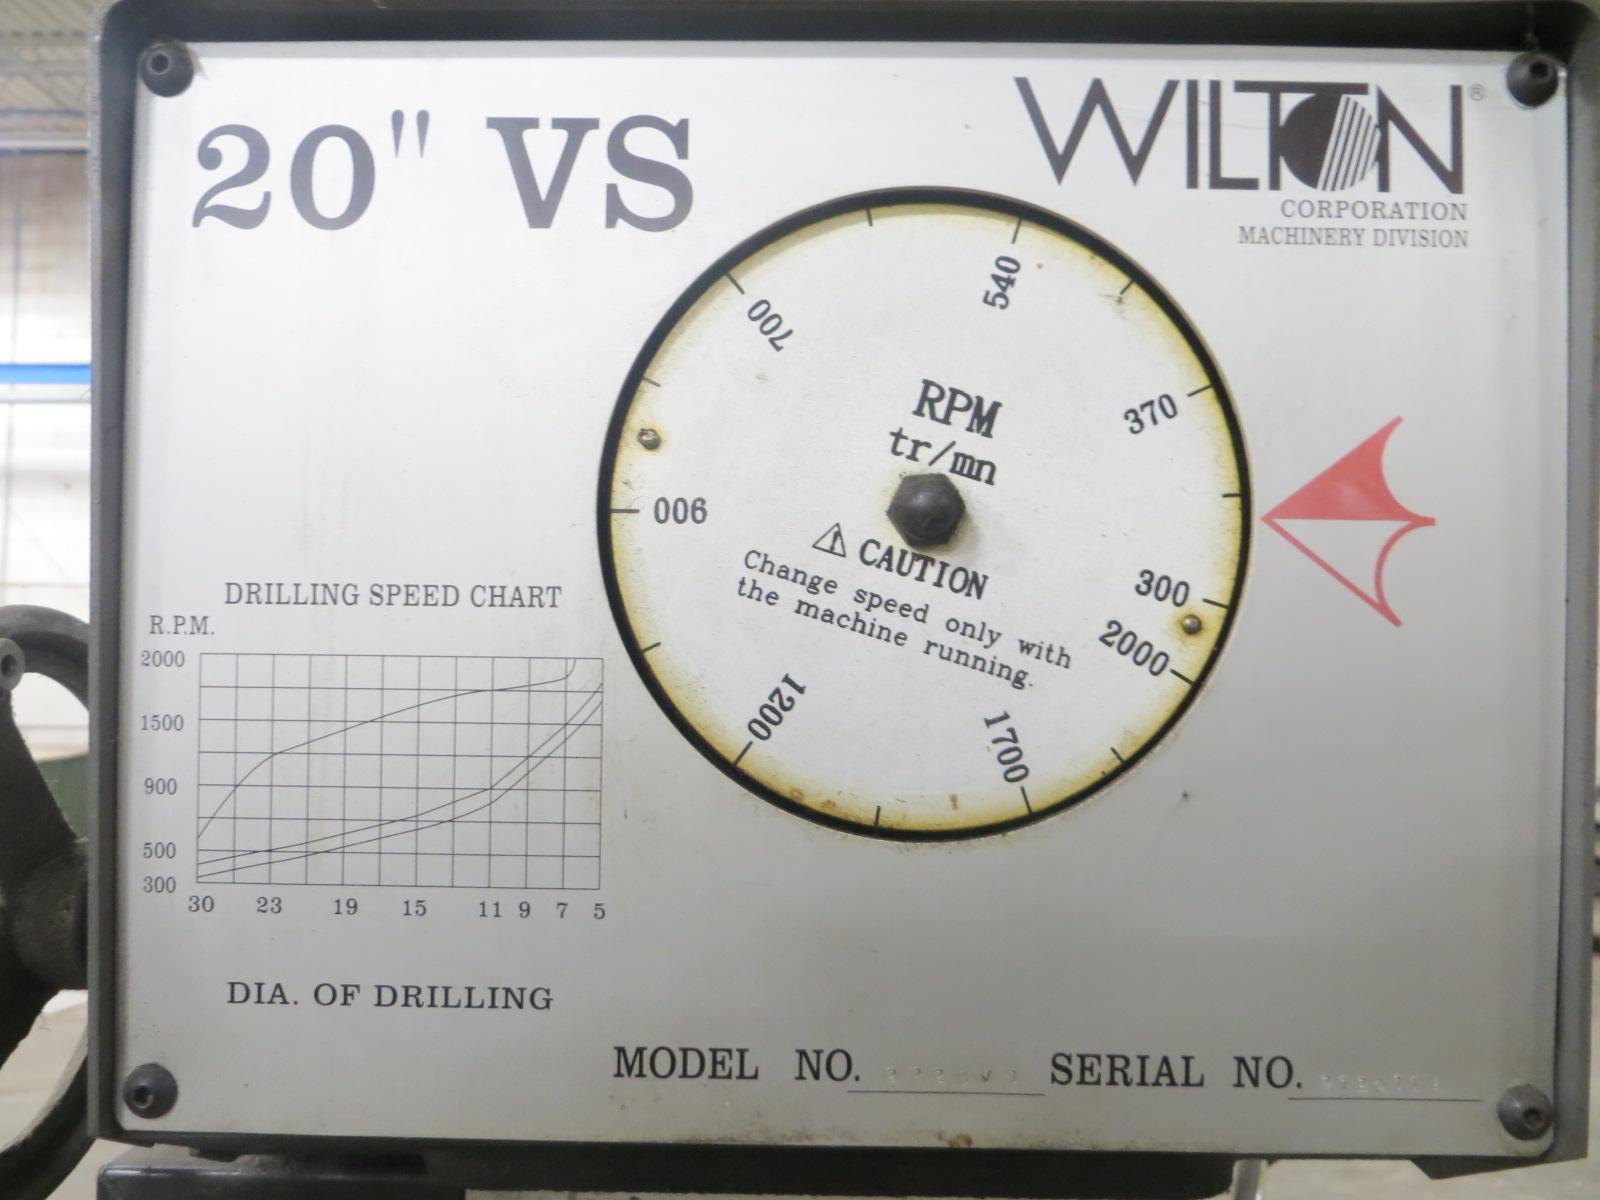 20" VS
WILTON®
CORPORATION
MACHINERY DIVISION
540
700
370
RPM
tr/mn
900
300
2000
⚠ CAUTION
Change speed only with
the machine running.
1200
1700
DRILLING SPEED CHART
R.P.M.
2000
1500
900
500
300
30 23 19 15 11 9 7 5
DIA. OF DRILLING
MODEL NO. SERIAL NO.